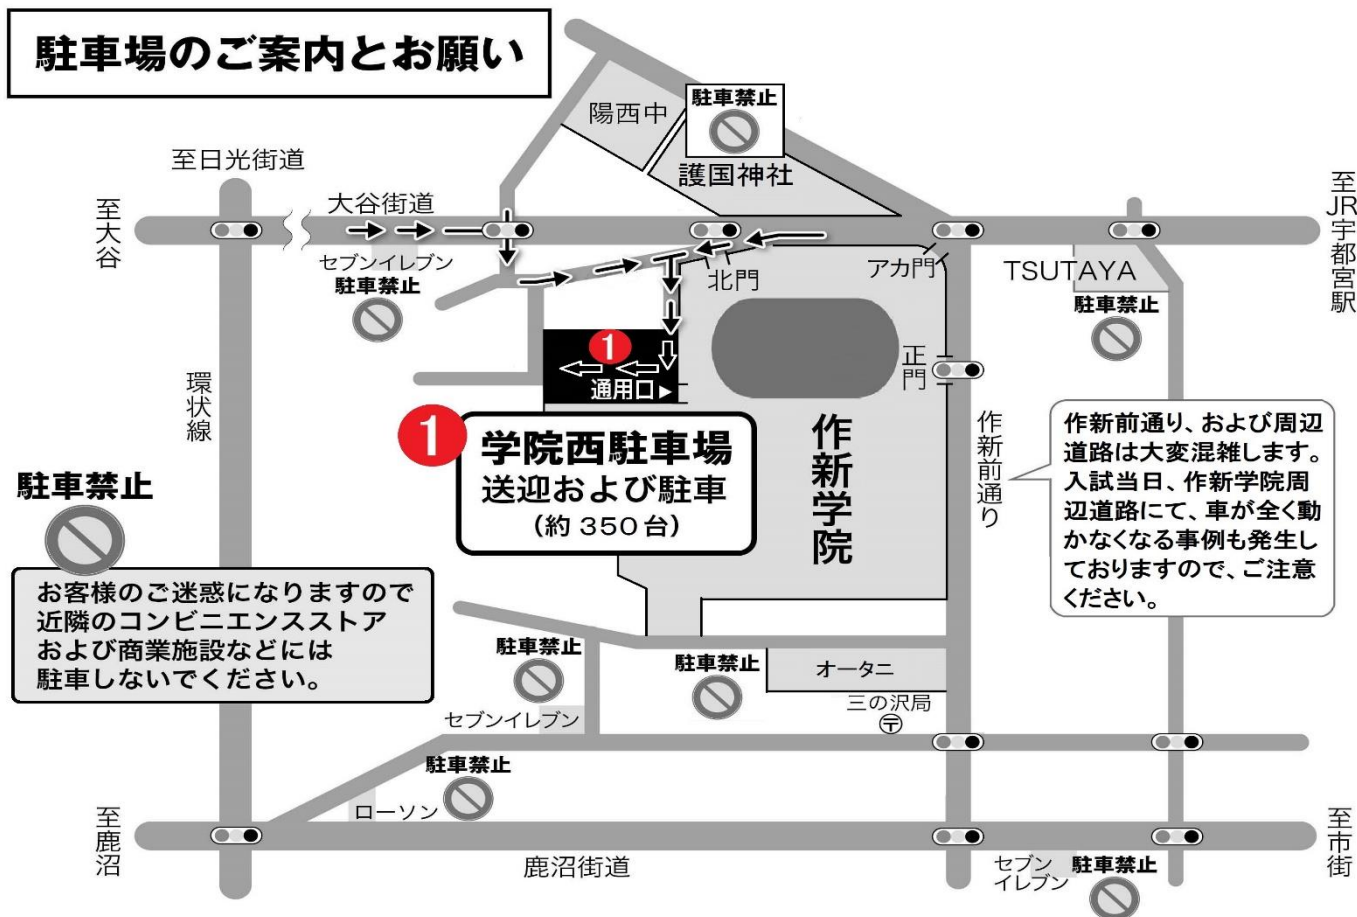 駐車場のご案内とお願い
陽西中
駐車禁止
護国神社
至日光街道
至大谷
大谷街道
セブンイレブン
駐車禁止
北門
アカ門
TSUTAYA
駐車禁止
至JR宇都宮駅
環状線
1
通用口▶
正門
作新学院
作新前通り
1
学院西駐車場
送迎および駐車
(約350台)
作新前通り、および周辺
道路は大変混雑します。
入試当日、作新学院周
辺道路にて、車が全く動
かなくなる事例も発生し
ておりますので、ご注意
ください。
駐車禁止
お客様のご迷惑になりますので
近隣のコンビニエンスストア
および商業施設などには
駐車しないでください。
駐車禁止
セブンイレブン
駐車禁止
オータニ
三の沢局
〒
駐車禁止
ローソン
至鹿沼
鹿沼街道
セブン
イレブン
駐車禁止
至市街